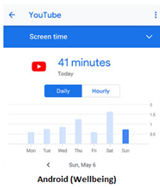 YouTube
Screen time
41 minutes
Today
Daily
Hourly
1.5
1
0.5
Mon Tue Wed Thu Fri Sat Sun
Sun, May 6
Android (Wellbeing)